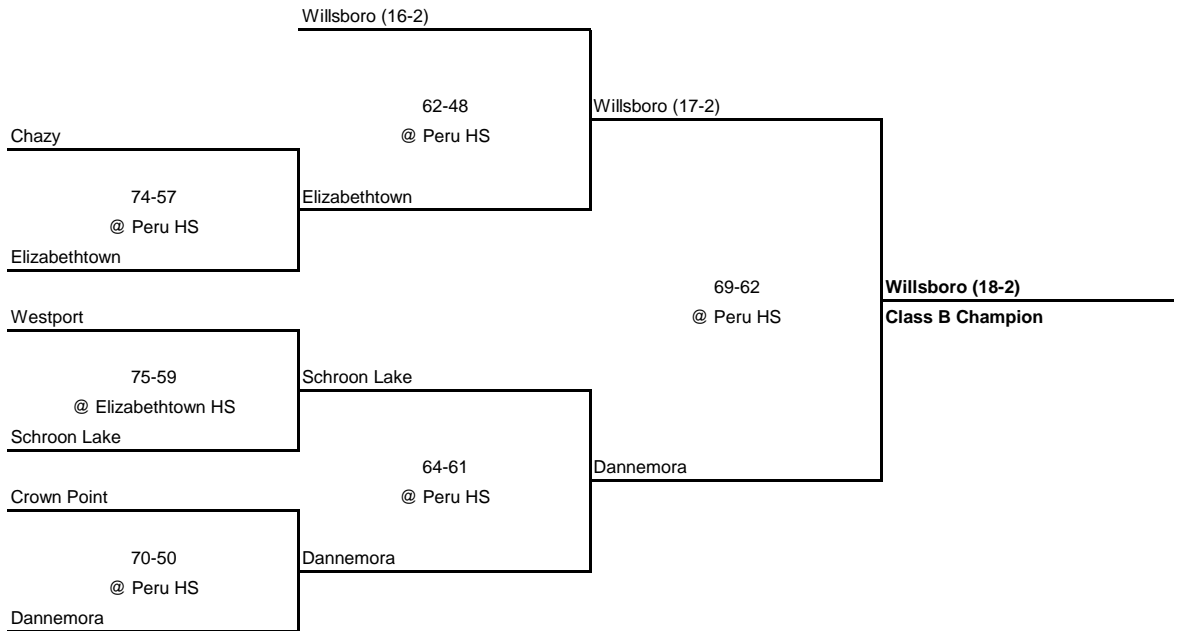 Willsboro (16-2)
62-48
@ Peru HS
Willsboro (17-2)
Chazy
74-57
@ Peru HS
Elizabethtown
Elizabethtown
69-62
@ Peru HS
Willsboro (18-2)
Class B Champion
Westport
75-59
@ Elizabethtown HS
Schroon Lake
Schroon Lake
64-61
@ Peru HS
Dannemora
Crown Point
70-50
@ Peru HS
Dannemora
Dannemora